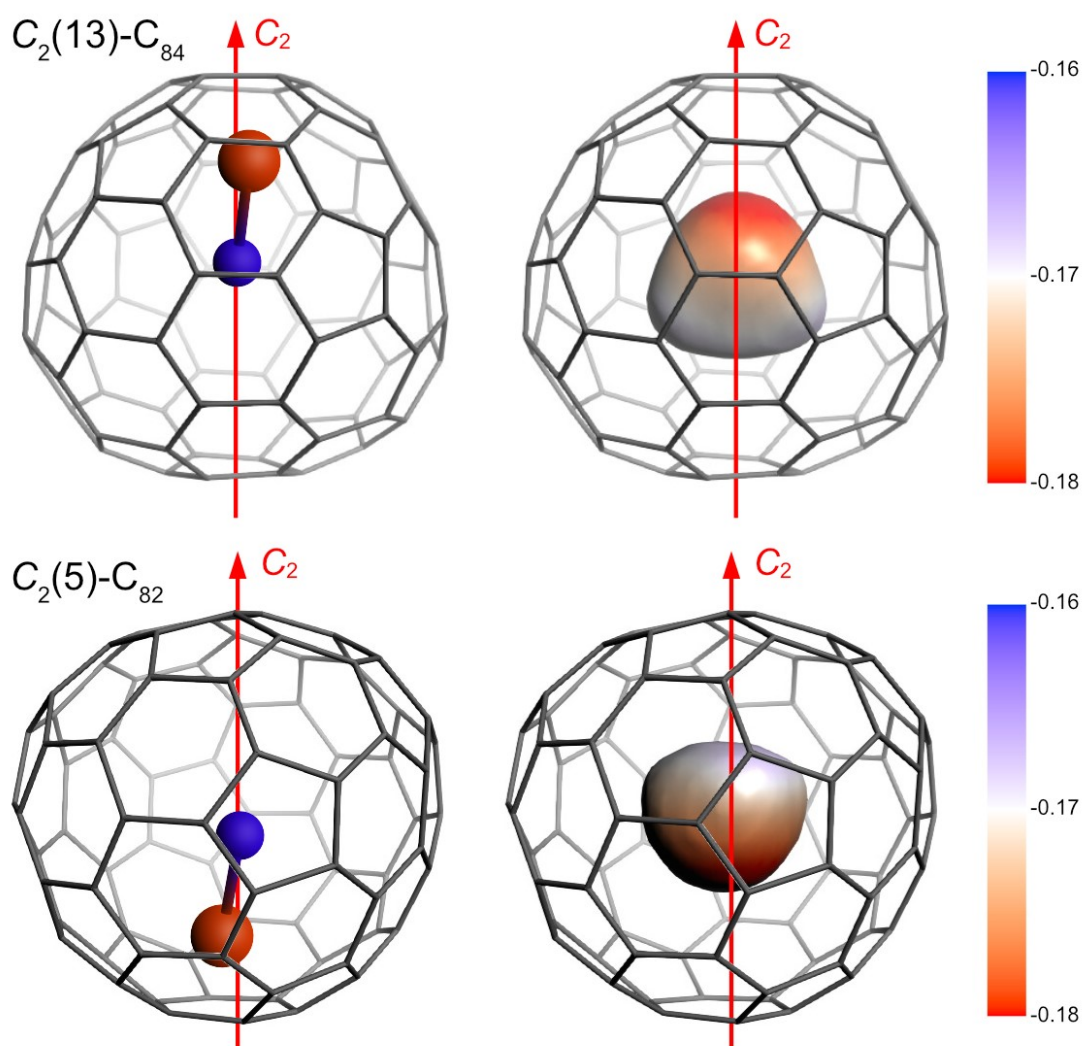 C₂(13)-C₈₄
C₂
C₂
-0.16
-0.17
-0.18
C₂(5)-C₈₂
C₂
C₂
-0.16
-0.17
-0.18